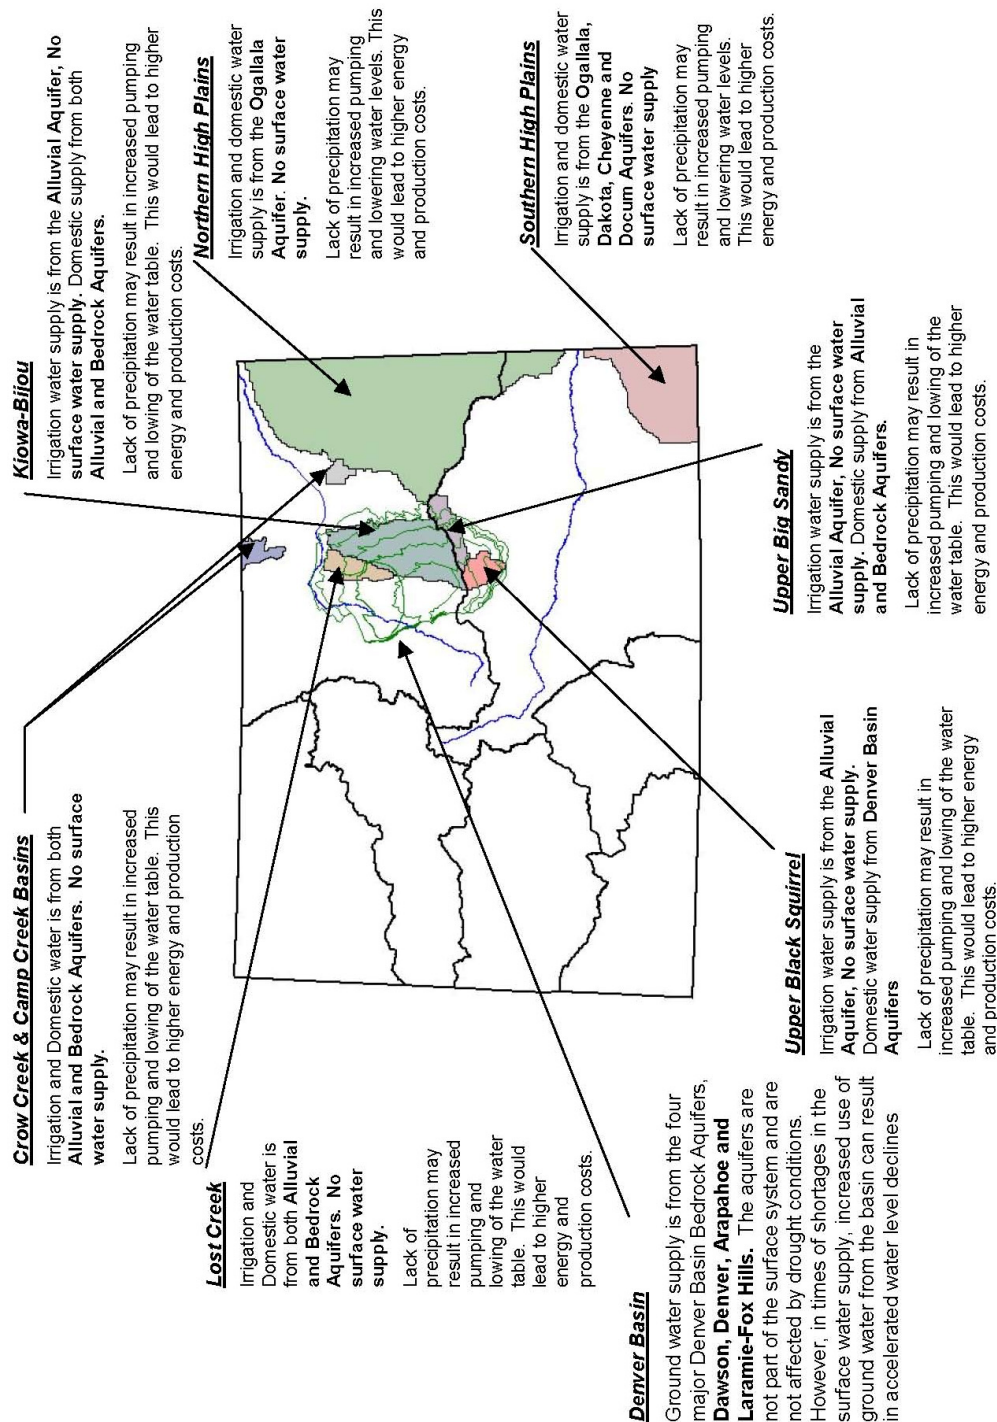 Crow Creek & Camp Creek Basins
Irrigation and Domestic water is from both
Alluvial and Bedrock Aquifers. No surface
water supply.
Lack of precipitation may result in increased
pumping and lowing of the water table. This
would lead to higher energy and production
costs.
Kiowa-Bijou
Irrigation water supply is from the Alluvial Aquifer, No
surface water supply. Domestic supply from both
Alluvial and Bedrock Aquifers.
Lack of precipitation may result in increased pumping
and lowing of the water table. This would lead to higher
energy and production costs.
Northern High Plains
Irrigation and domestic water
supply is from the Ogallala
Aquifer. No surface water
supply.
Lack of precipitation may
result in increased pumping
and lowering water levels. This
would lead to higher energy
and production costs.
Lost Creek
Irrigation and
Domestic water is
from both Alluvial
and Bedrock
Aquifers. No
surface water
supply.
Lack of
precipitation may
result in increased
pumping and
lowing of the water
table. This would
lead to higher
energy and
production costs.
Southern High Plains
Irrigation and domestic water
supply is from the Ogallala,
Dakota, Cheyenne and
Docum Aquifers. No
surface water supply
Lack of precipitation may
result in increased pumping
and lowering water levels.
This would lead to higher
energy and production costs.
Denver Basin
Ground water supply is from the four
major Denver Basin Bedrock Aquifers,
Dawson, Denver, Arapahoe and
Laramie-Fox Hills. The aquifers are
not part of the surface system and are
not affected by drought conditions.
However, in times of shortages in the
surface water supply, increased use of
ground water from the basin can result
in accelerated water level declines
Upper Black Squirrel
Irrigation water supply is from the Alluvial
Aquifer, No surface water supply.
Domestic water supply from Denver Basin
Aquifers
Lack of precipitation may result in
increased pumping and lowing of the water
table. This would lead to higher energy
and production costs.
Upper Big Sandy
Irrigation water supply is from the
Alluvial Aquifer, No surface water
supply. Domestic supply from Alluvial
and Bedrock Aquifers.
Lack of precipitation may result in
increased pumping and lowing of the
water table. This would lead to higher
energy and production costs.